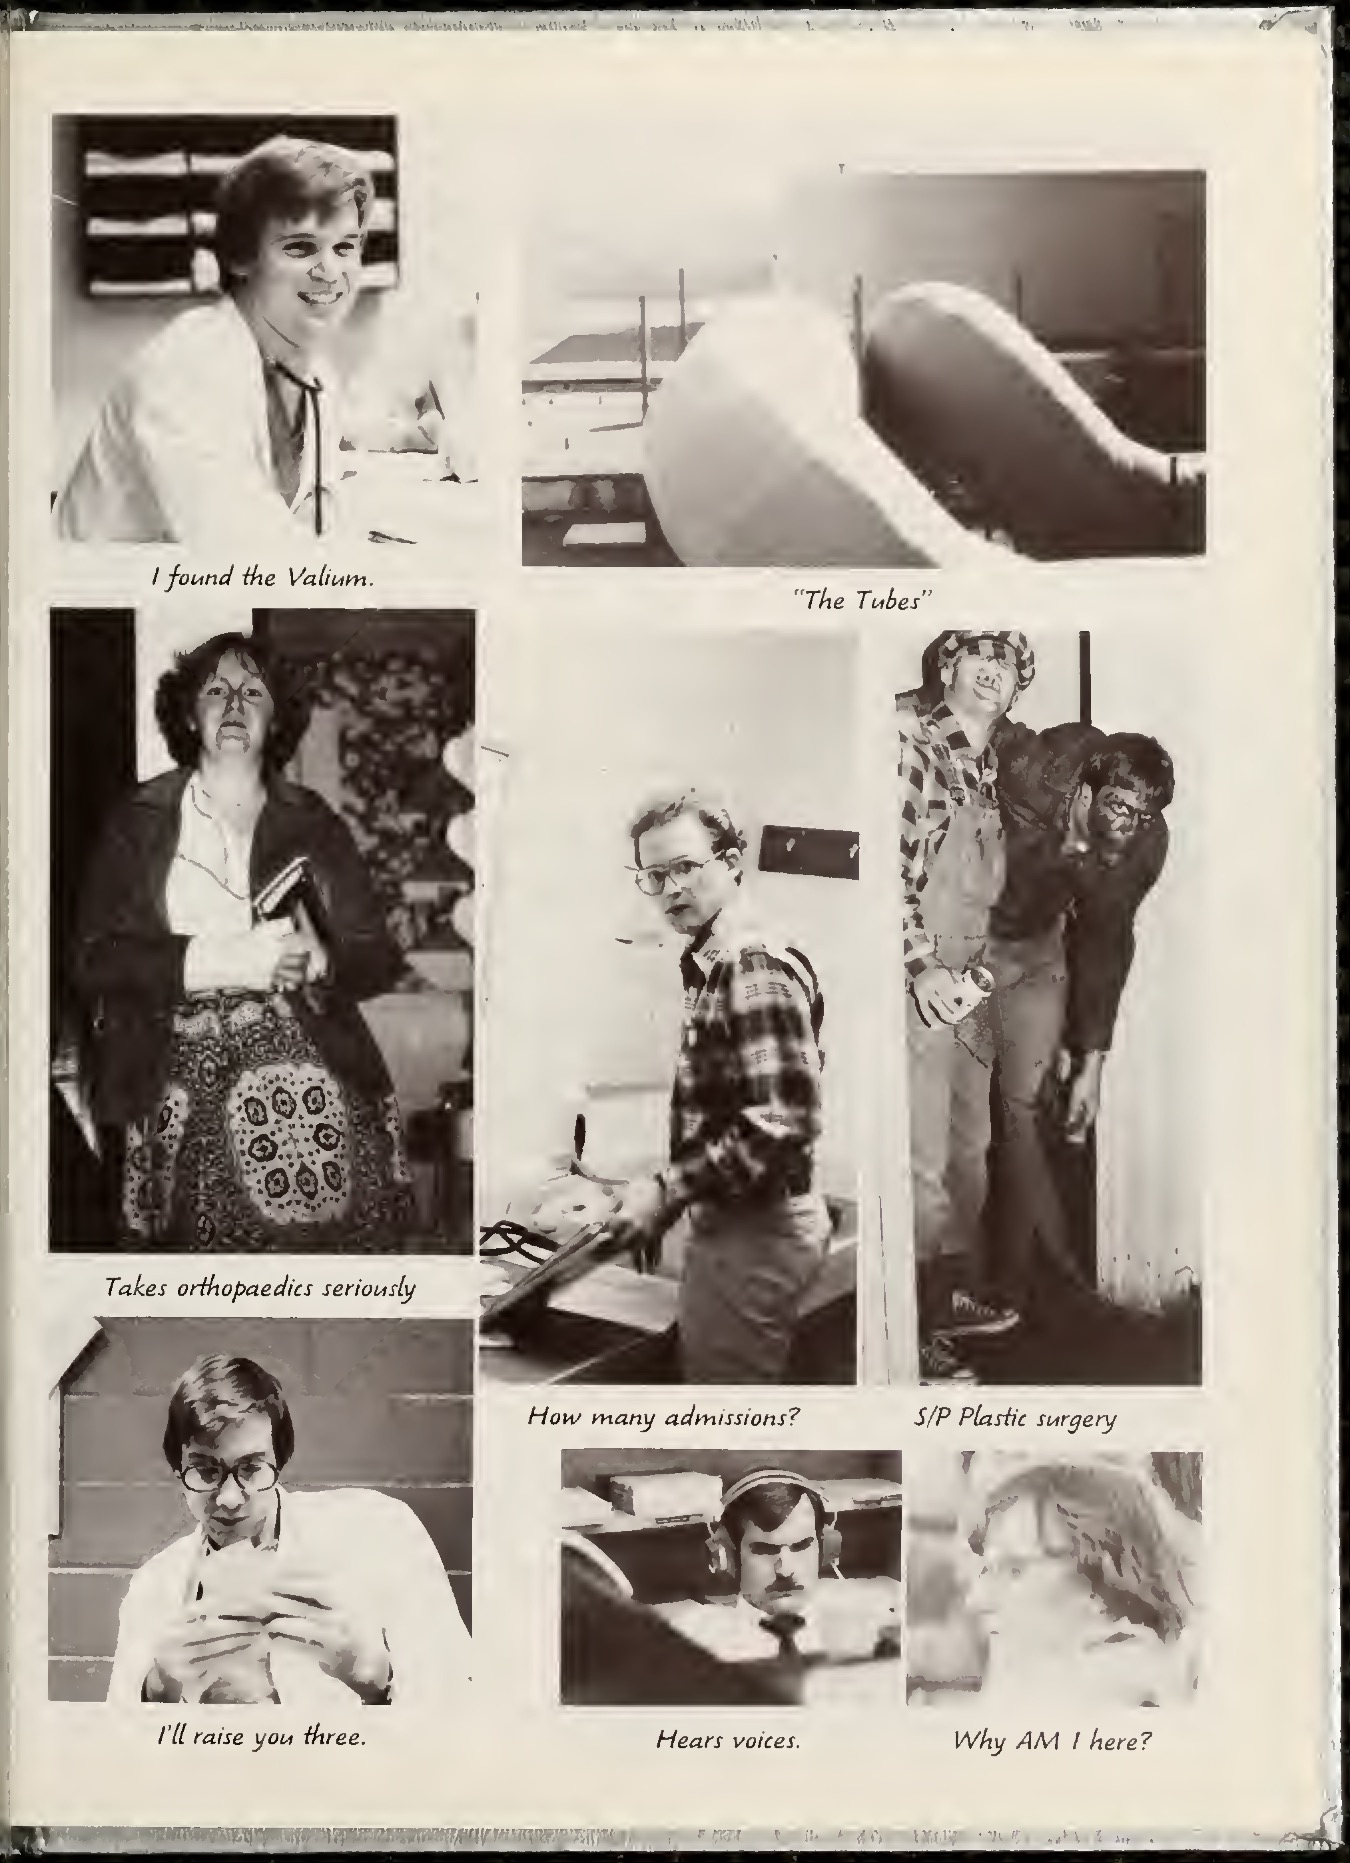 I found the Valium.
"The Tubes"
Takes orthopaedics seriously
How many admissions?
S/P Plastic surgery
I'll raise you three.
Hears voices.
Why AM I here?